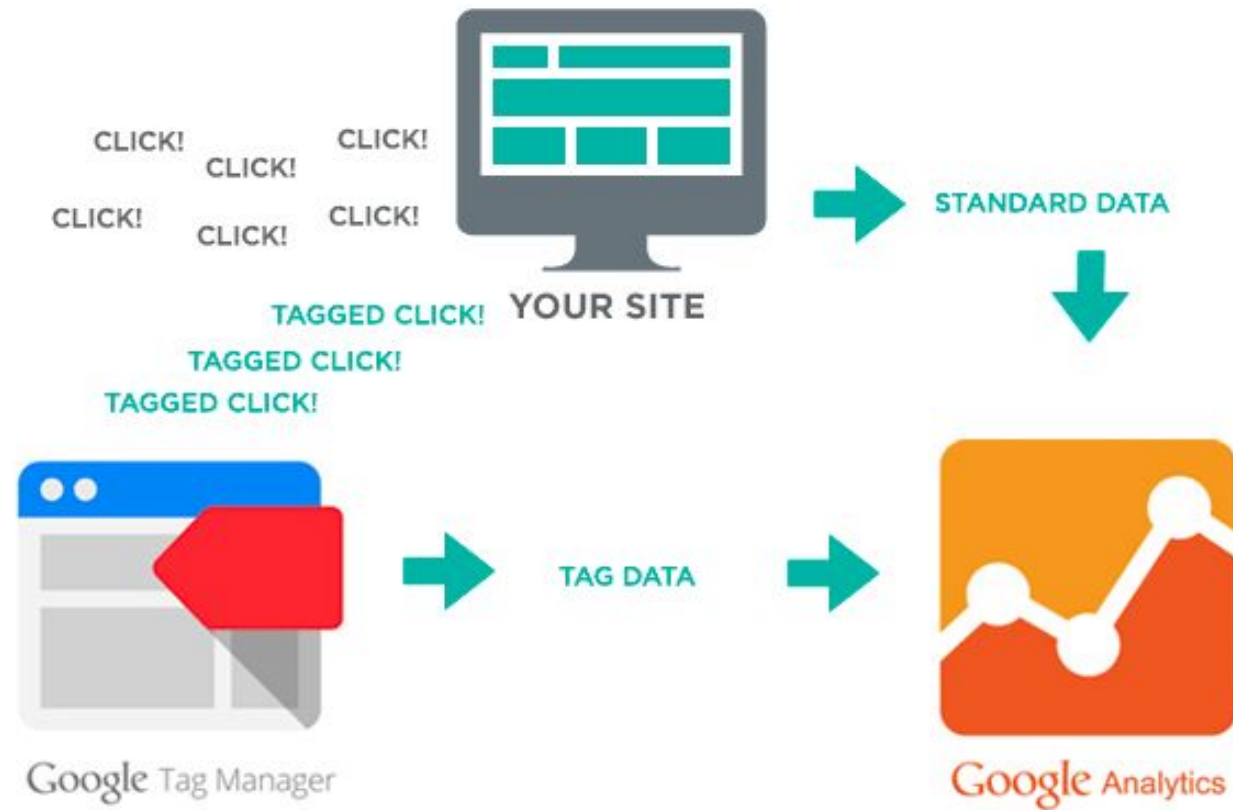 CLICK!
CLICK!
CLICK!
CLICK!
CLICK!
CLICK!
STANDARD DATA
YOUR SITE
TAGGED CLICK!
TAGGED CLICK!
TAGGED CLICK!
TAG DATA
Google Tag Manager
Google Analytics